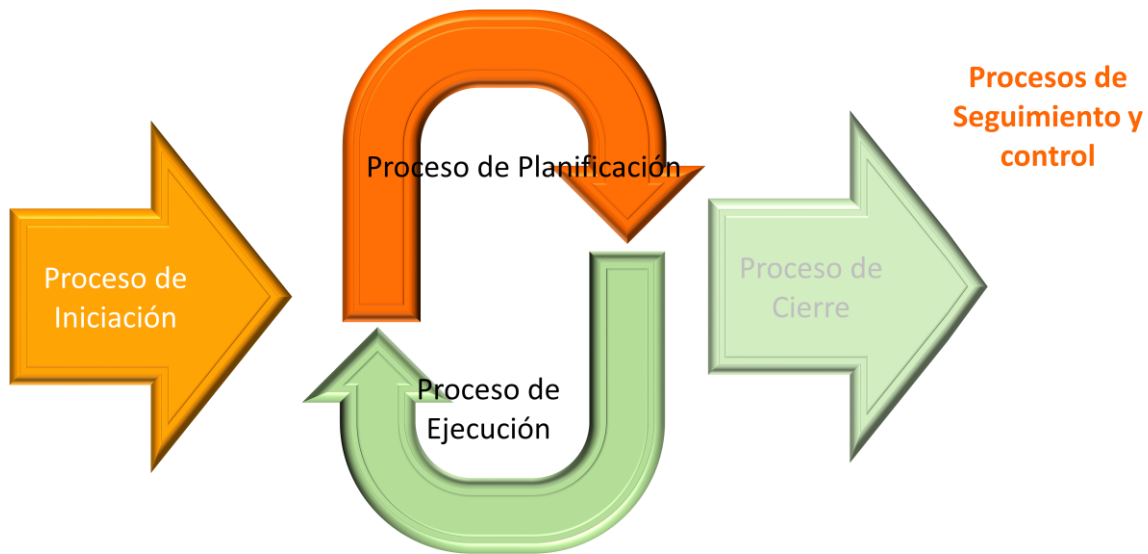 Proceso de
Iniciación
Proceso de Planificación
Proceso de
Ejecución
Proceso de
Cierre
Procesos de
Seguimiento y
control